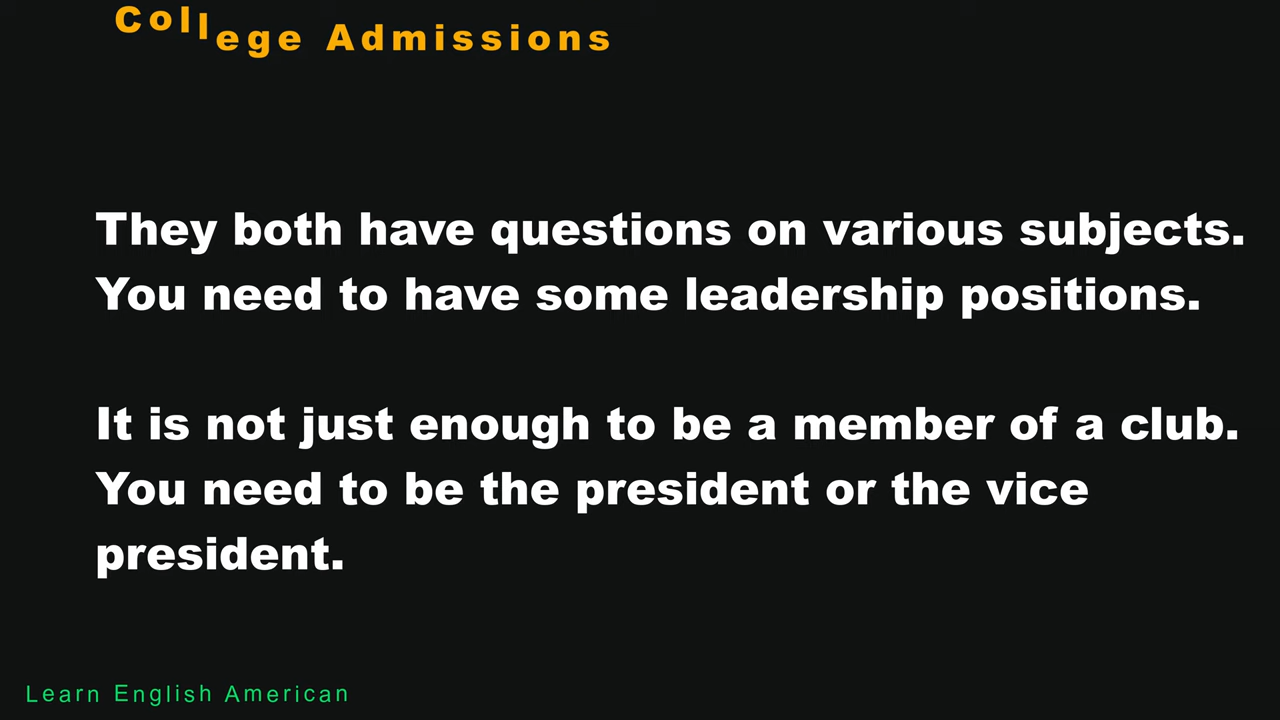 College Admissions
They both have questions on various subjects.
You need to have some leadership positions.
It is not just enough to be a member of a club.
You need to be the president or the vice
president.
Learn English American